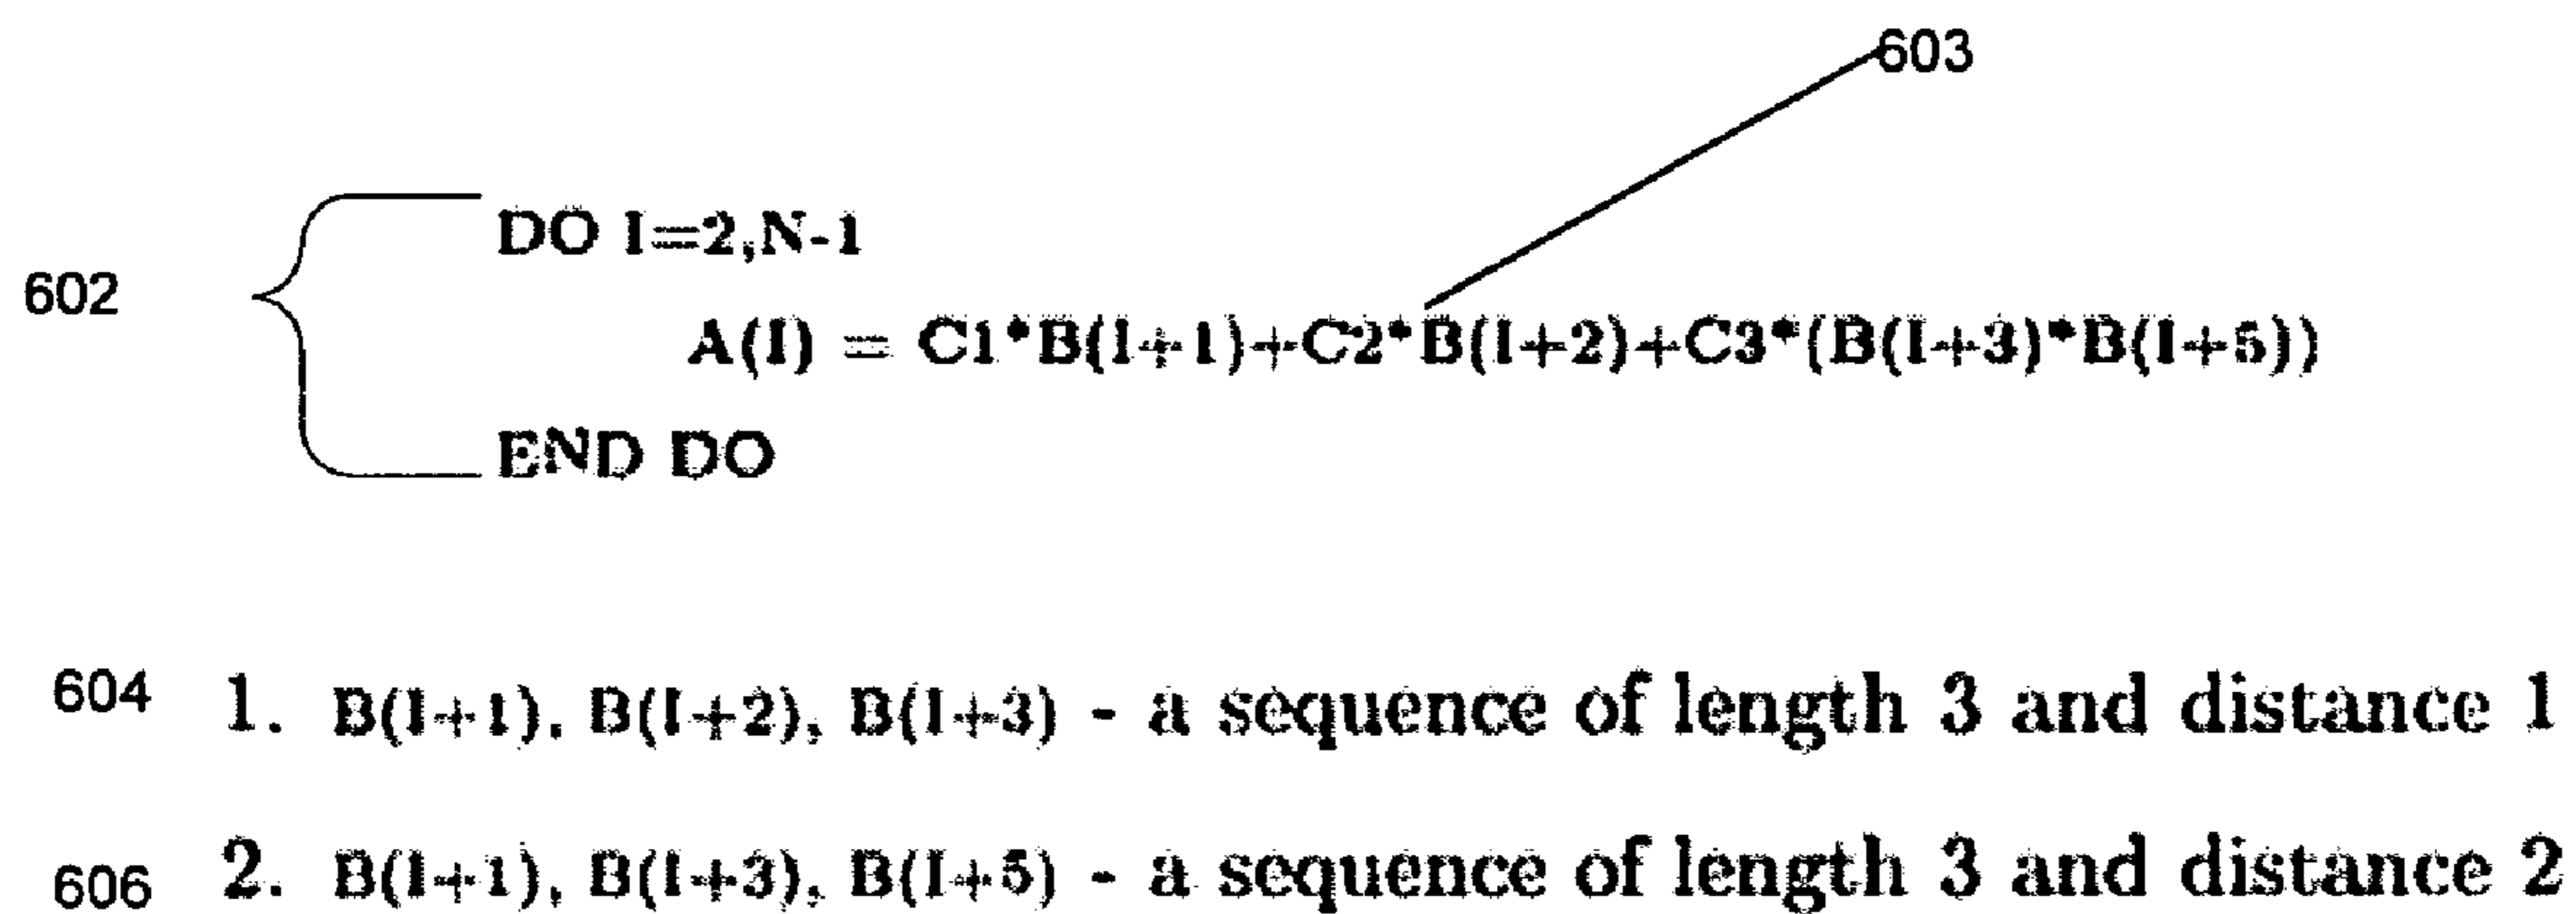 603
DO I=2,N-1
602
A(I) = C1*B(I+1)+C2*B(I+2)+C3*(B(I+3)*B(I+5))
END DO
604 1. B(I+1), B(I+2), B(I+3) - a sequence of length 3 and distance 1
606 2. B(I+1), B(I+3), B(I+5) - a sequence of length 3 and distance 2